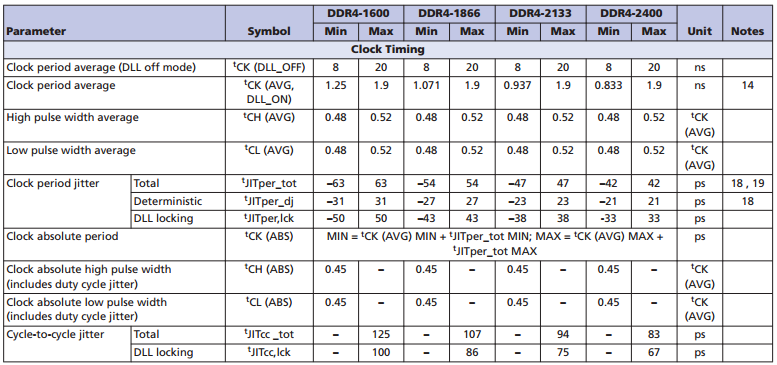 Parameter Symbol DDR4-1600 DDR4-1866 DDR4-2133 DDR4-2400 Unit Notes
Min Max Min Max Min Max Min Max
Clock Timing
Clock period average (DLL off mode) tCK (DLL_OFF) 8 20 8 20 8 20 8 20 ns
Clock period average tCK (AVG, DLL_ON) 1.25 1.9 1.071 1.9 0.937 1.9 0.833 1.9 ns 14
High pulse width average tCH (AVG) 0.48 0.52 0.48 0.52 0.48 0.52 0.48 0.52 tCK (AVG)
Low pulse width average tCL (AVG) 0.48 0.52 0.48 0.52 0.48 0.52 0.48 0.52 tCK (AVG)
Clock period jitter Total tJITper_tot –63 63 –54 54 –47 47 –42 42 ps 18 , 19
Deterministic tJITper_dj –31 31 –27 27 –23 23 –21 21 ps 18
DLL locking tJITper,lck –50 50 –43 43 –38 38 -33 33 ps
Clock absolute period tCK (ABS) MIN = tCK (AVG) MIN + tJITper_tot MIN; MAX = tCK (AVG) MAX + ps
tJITper_tot MAX
Clock absolute high pulse width tCH (ABS) 0.45 – 0.45 – 0.45 – 0.45 – tCK
(includes duty cycle jitter) (AVG)
Clock absolute low pulse width tCL (ABS) 0.45 – 0.45 – 0.45 – 0.45 – tCK
(includes duty cycle jitter) (AVG)
Cycle-to-cycle jitter Total tJITcc _tot – 125 – 107 – 94 – 83 ps
DLL locking tJITcc,lck – 100 – 86 – 75 – 67 ps